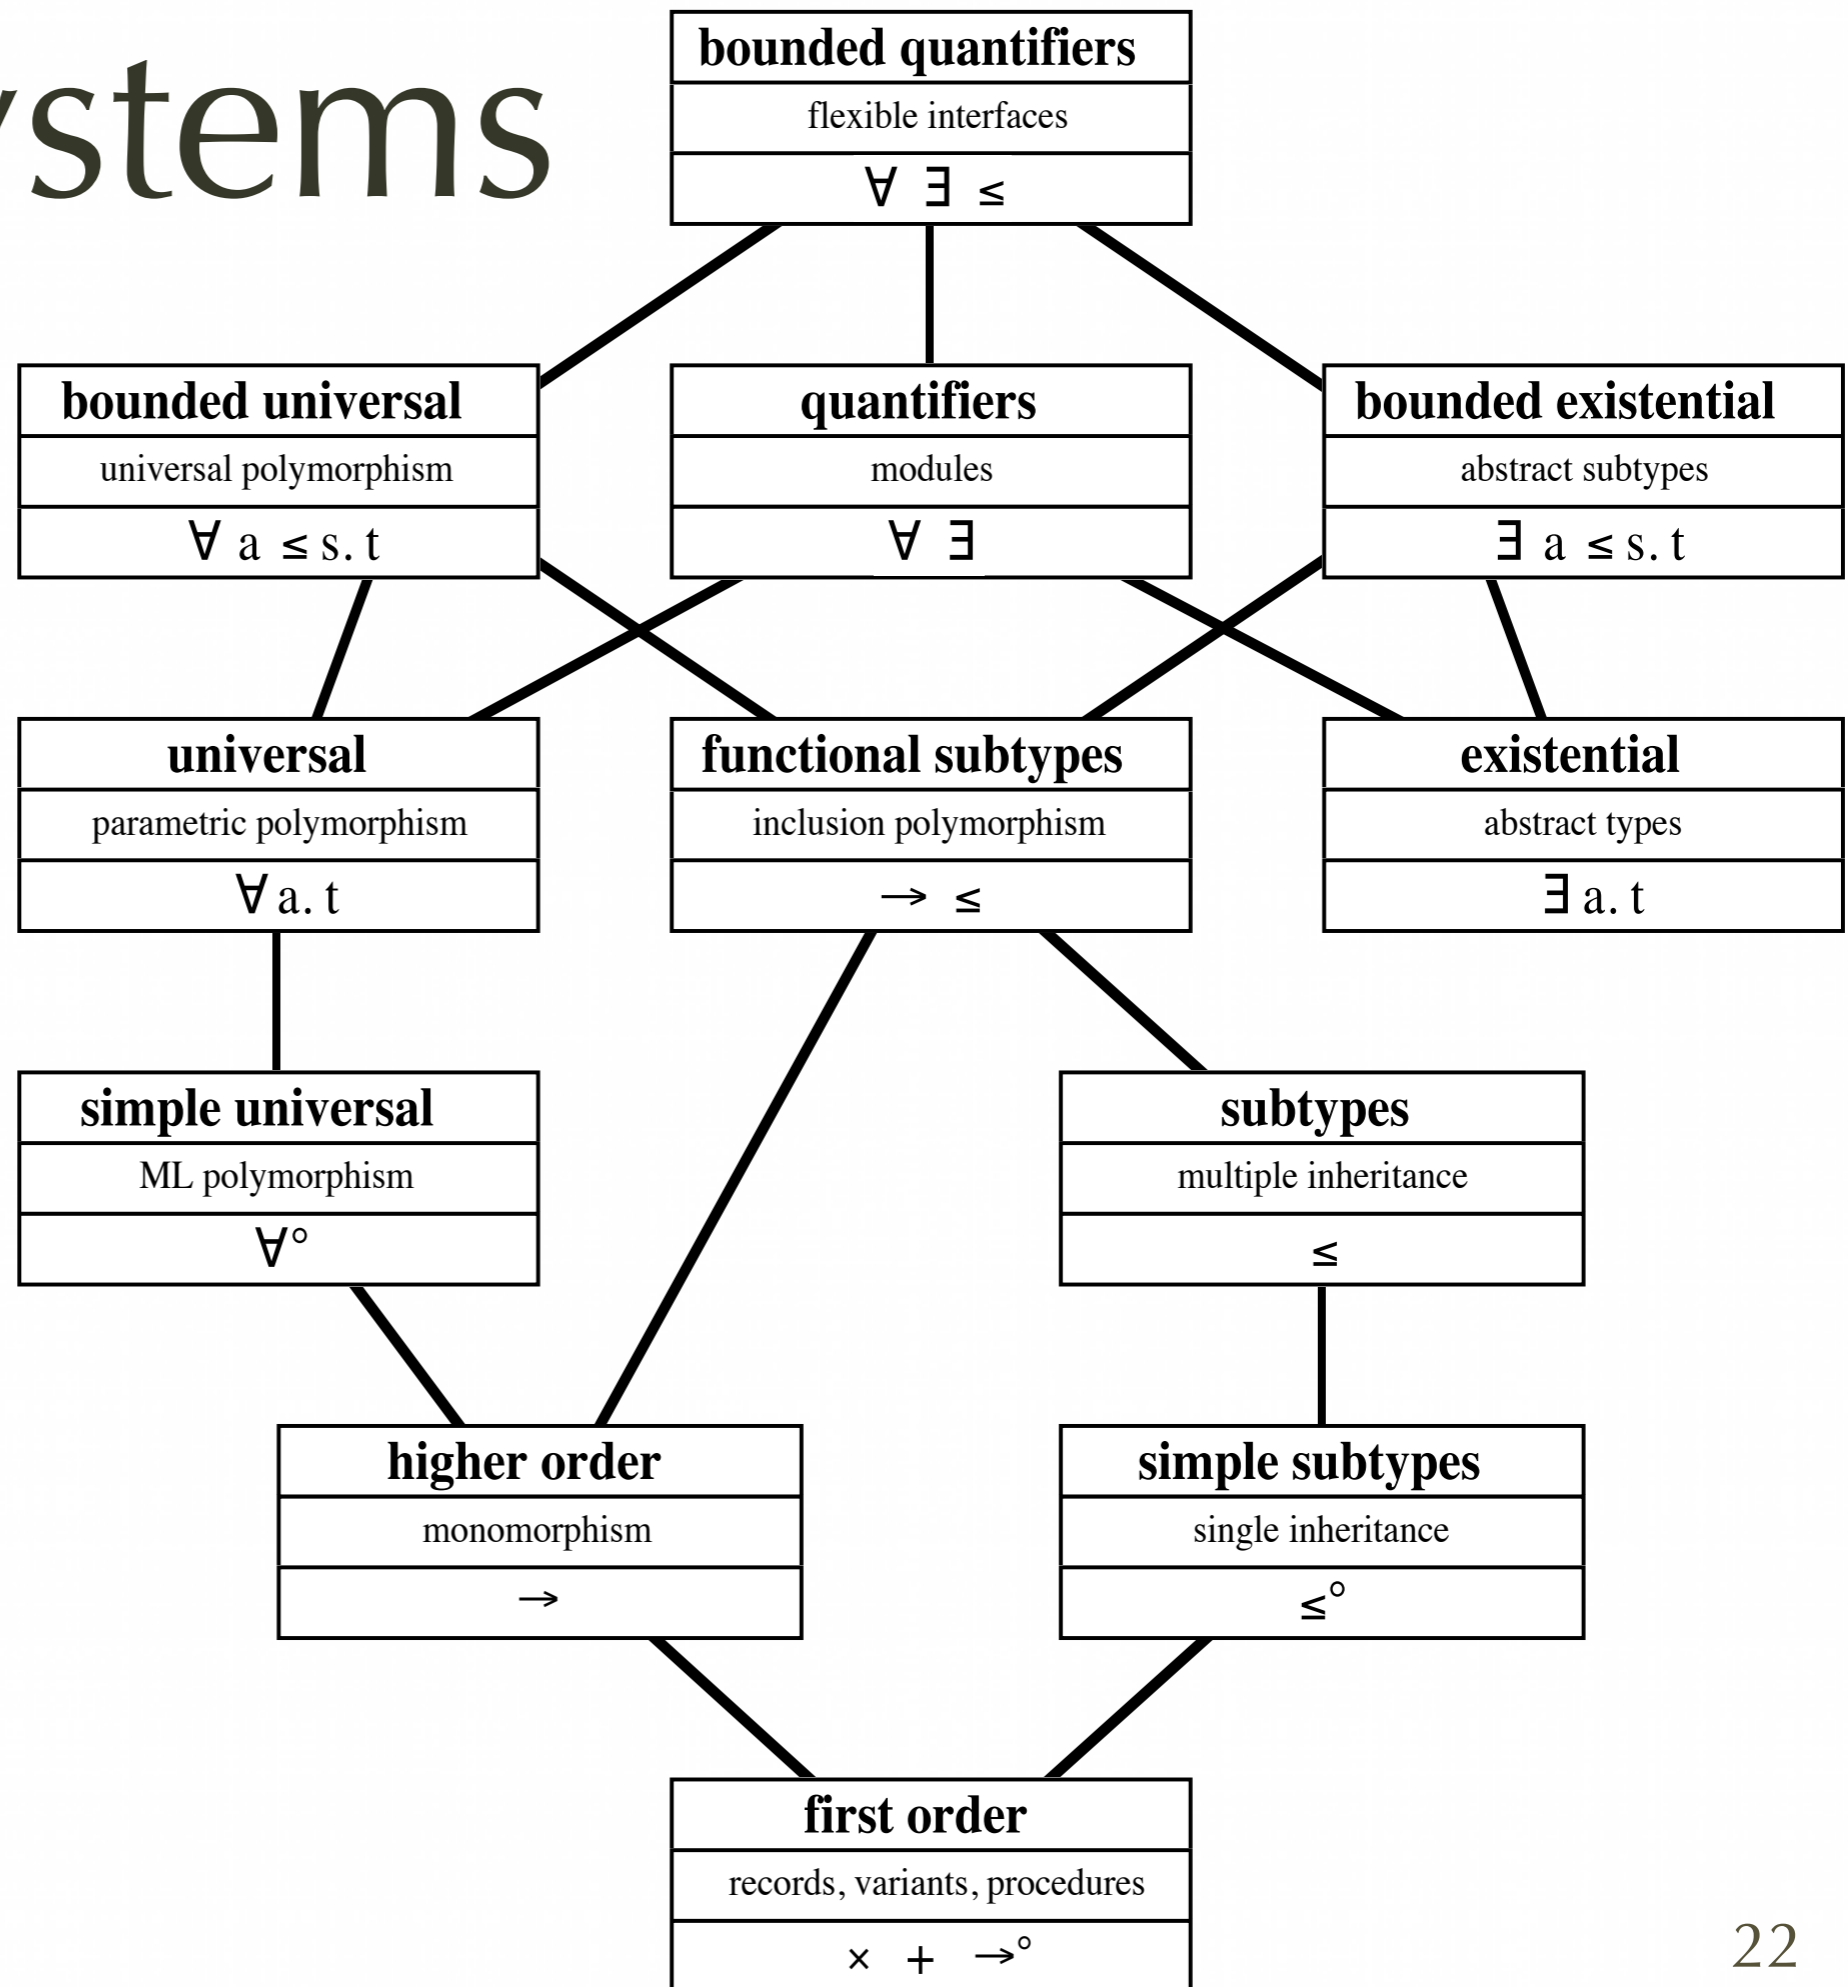 ystems
bounded quantifiers
flexible interfaces
∀ ∃ ≤
bounded universal
universal polymorphism
∀ a ≤ s. t
quantifiers
modules
∀ ∃
bounded existential
abstract subtypes
∃ a ≤ s. t
universal
parametric polymorphism
∀ a. t
functional subtypes
inclusion polymorphism
→ ≤
existential
abstract types
∃ a. t
simple universal
ML polymorphism
∀°
subtypes
multiple inheritance
≤
higher order
monomorphism
→
simple subtypes
single inheritance
≤°
first order
records, variants, procedures
× + →°
22